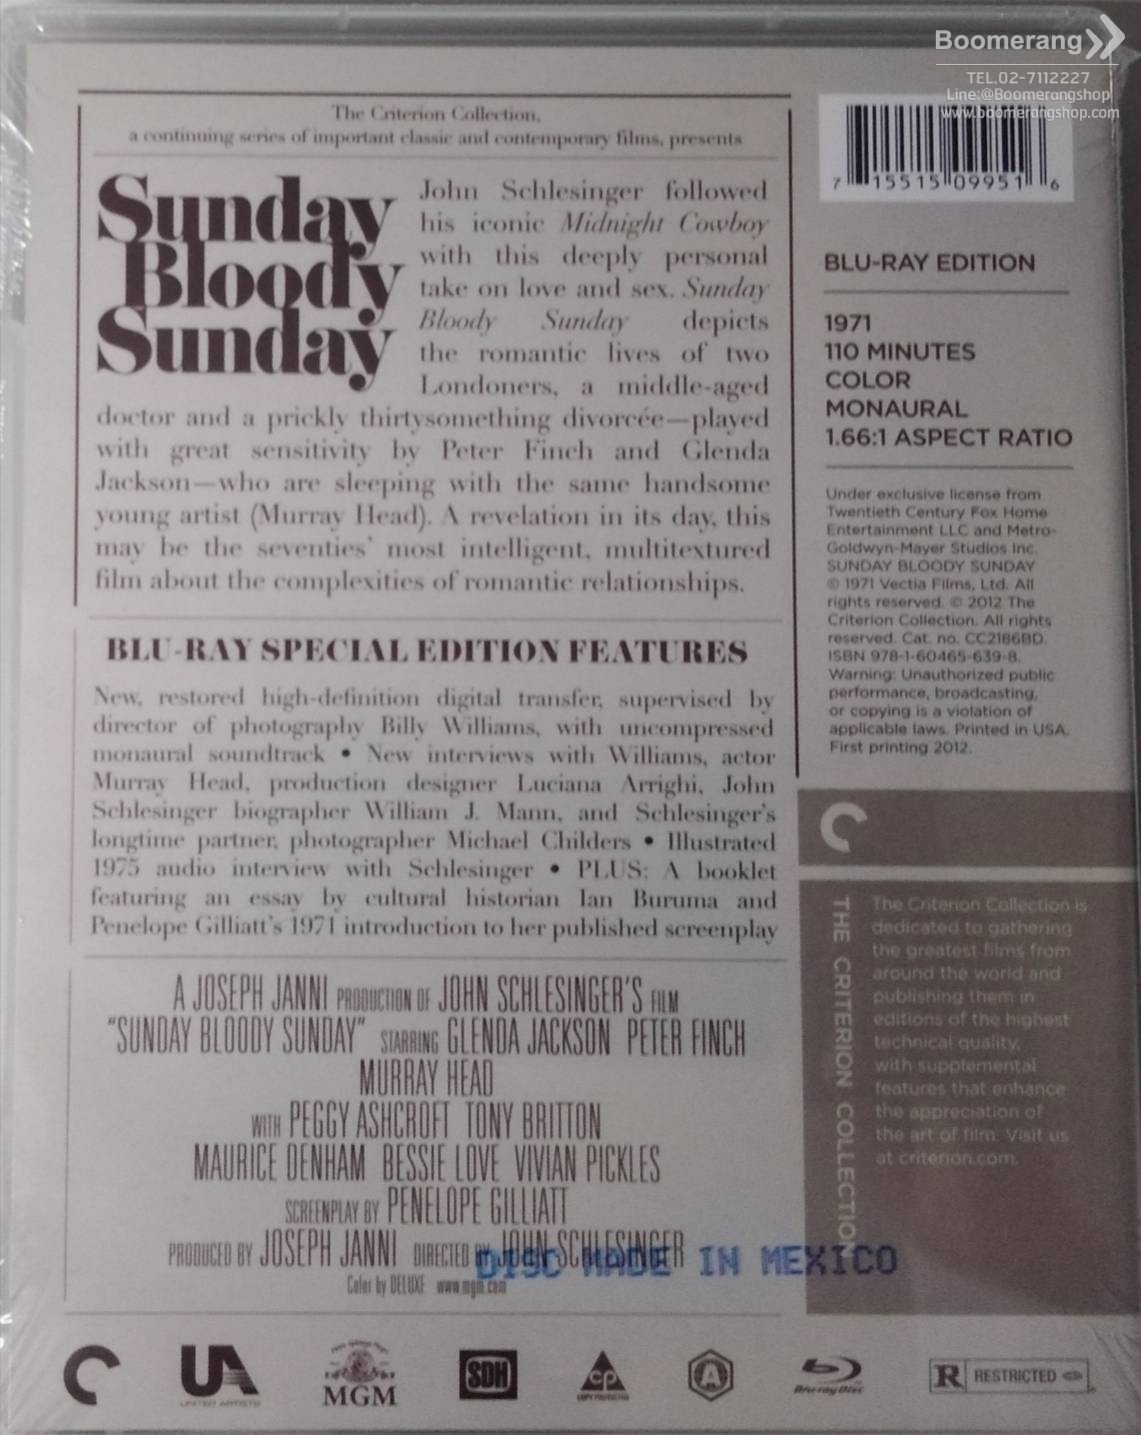 Boomerang
TEL.02-7112227
Line:@Boomerangshop
www.boomerangshop.com
The Criterion Collection,
a continuing series of important classic and contemporary films, presents
Sunday
Bloody
Sunday
John Schlesinger followed
his iconic Midnight Cowboy
with this deeply personal
take on love and sex. Sunday
Bloody Sunday depicts
the romantic lives of two
Londoners, a middle-aged
doctor and a prickly thirtysomething divorcée—played
with great sensitivity by Peter Finch and Glenda
Jackson—who are sleeping with the same handsome
young artist (Murray Head). A revelation in its day, this
may be the seventies' most intelligent, multitextured
film about the complexities of romantic relationships.
BLU-RAY SPECIAL EDITION FEATURES
New, restored high-definition digital transfer, supervised by
director of photography Billy Williams, with uncompressed
monaural soundtrack • New interviews with Williams, actor
Murray Head, production designer Luciana Arrighi, John
Schlesinger biographer William J. Mann, and Schlesinger's
longtime partner, photographer Michael Childers • Illustrated
1975 audio interview with Schlesinger • PLUS: A booklet
featuring an essay by cultural historian Ian Buruma and
Penelope Gilliatt's 1971 introduction to her published screenplay
A JOSEPH JANNI PRODUCTION OF JOHN SCHLESINGER'S FILM
"SUNDAY BLOODY SUNDAY" STARRING GLENDA JACKSON PETER FINCH
MURRAY HEAD
WITH PEGGY ASHCROFT TONY BRITTON
MAURICE DENHAM BESSIE LOVE VIVIAN PICKLES
SCREENPLAY BY PENELOPE GILLIATT
PRODUCED BY JOSEPH JANNI DIRECTED BY JOHN SCHLESINGER
DISC MADE IN MEXICO
Color by DELUXE www.mgm.com
7 15515 09951 6
BLU-RAY EDITION
1971
110 MINUTES
COLOR
MONAURAL
1.66:1 ASPECT RATIO
Under exclusive license from
Twentieth Century Fox Home
Entertainment LLC and Metro-
Goldwyn-Mayer Studios Inc.
SUNDAY BLOODY SUNDAY
© 1971 Vectia Films, Ltd. All
rights reserved. © 2012 The
Criterion Collection. All rights
reserved. Cat. no. CC2186BD.
ISBN 978-1-60465-639-8.
Warning: Unauthorized public
performance, broadcasting,
or copying is a violation of
applicable laws. Printed in USA.
First printing 2012.
THE CRITERION COLLECTION
The Criterion Collection is
dedicated to gathering
the greatest films from
around the world and
publishing them in
editions of the highest
technical quality,
with supplemental
features that enhance
the appreciation of
the art of film. Visit us
at criterion.com.
UA
UNITED ARTISTS
MGM
SDH
CP
COPY PROTECTED
A
Blu-ray Disc
R RESTRICTED